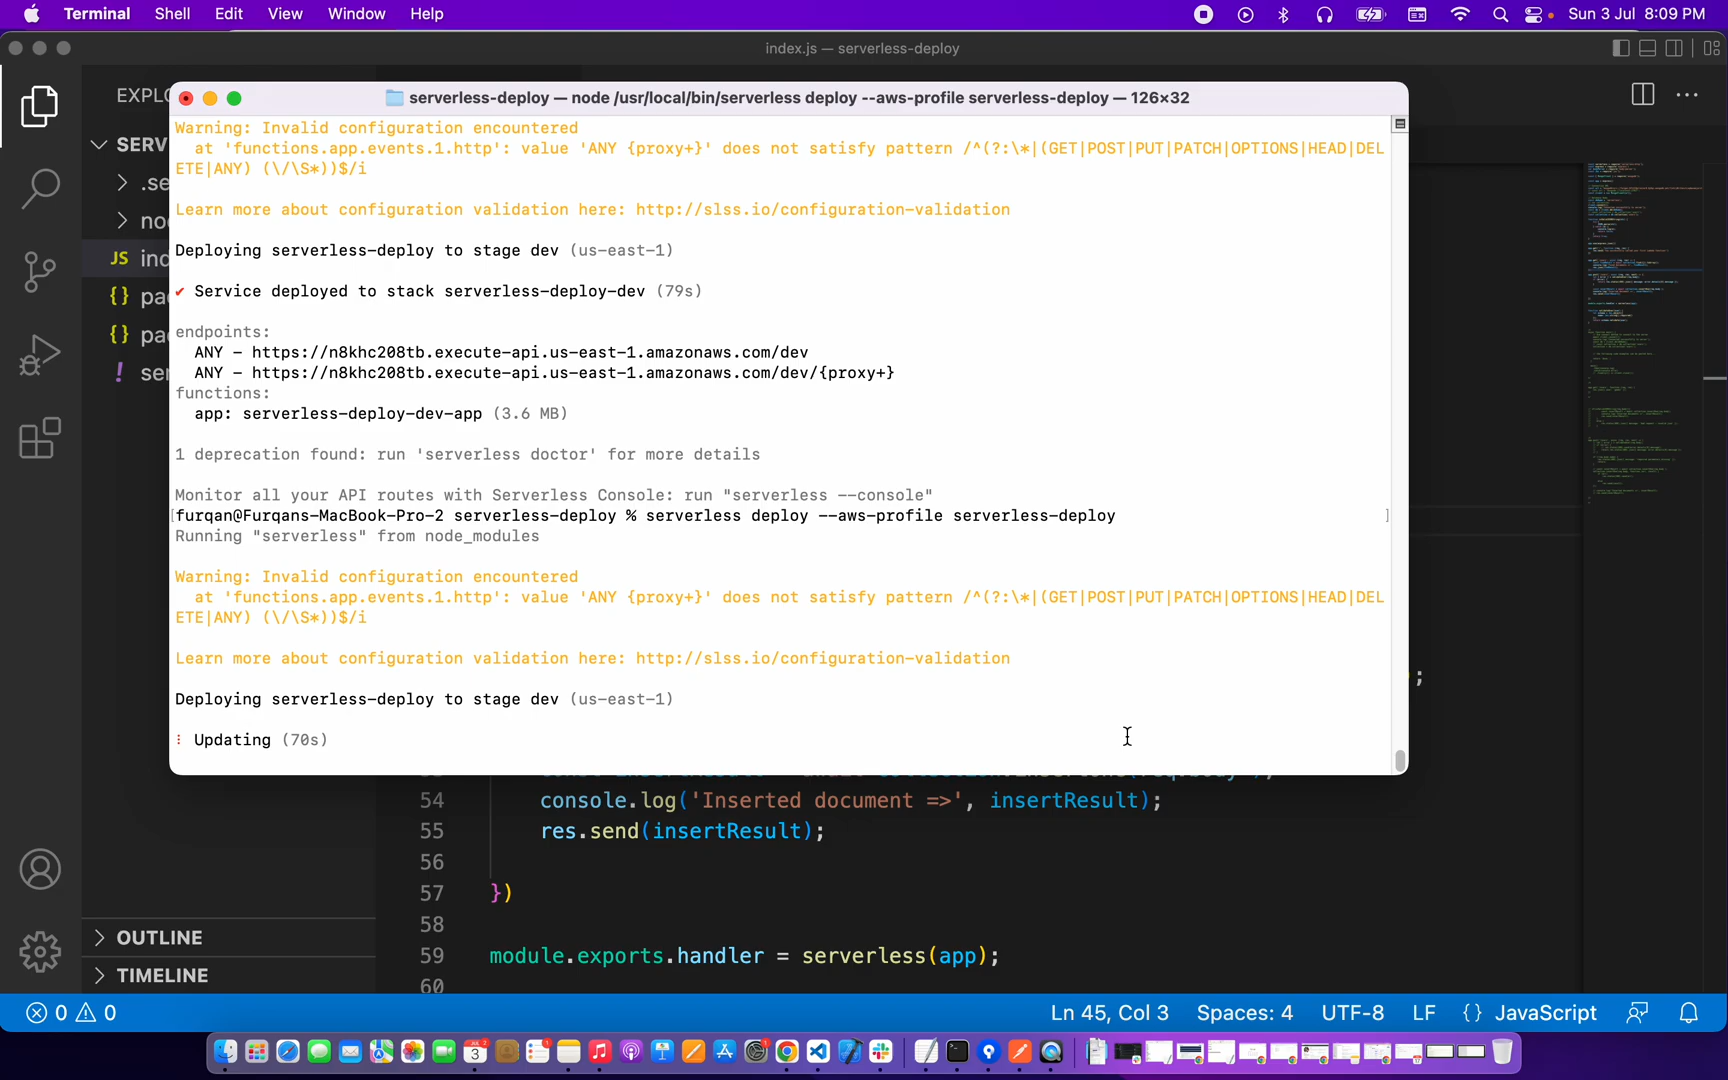 Terminal Shell Edit View Window Help Sun 3 Jul 8:09 PM
index.js — serverless-deploy
EXPL
serverless-deploy — node /usr/local/bin/serverless deploy --aws-profile serverless-deploy — 126×32
SERV
.se
no
JS ind
{} pa
{} pa
! ser
Warning: Invalid configuration encountered
at 'functions.app.events.1.http': value 'ANY {proxy+}' does not satisfy pattern /^(?:\*|(GET|POST|PUT|PATCH|OPTIONS|HEAD|DEL
ETE|ANY) (\/\S*))$/i
Learn more about configuration validation here: http://slss.io/configuration-validation
Deploying serverless-deploy to stage dev (us-east-1)
✔ Service deployed to stack serverless-deploy-dev (79s)
endpoints:
ANY - https://n8khc208tb.execute-api.us-east-1.amazonaws.com/dev
ANY - https://n8khc208tb.execute-api.us-east-1.amazonaws.com/dev/{proxy+}
functions:
app: serverless-deploy-dev-app (3.6 MB)
1 deprecation found: run 'serverless doctor' for more details
Monitor all your API routes with Serverless Console: run "serverless --console"
[furqan@Furqans-MacBook-Pro-2 serverless-deploy % serverless deploy --aws-profile serverless-deploy ]
Running "serverless" from node_modules
Warning: Invalid configuration encountered
at 'functions.app.events.1.http': value 'ANY {proxy+}' does not satisfy pattern /^(?:\*|(GET|POST|PUT|PATCH|OPTIONS|HEAD|DEL
ETE|ANY) (\/\S*))$/i
Learn more about configuration validation here: http://slss.io/configuration-validation
Deploying serverless-deploy to stage dev (us-east-1)
Updating (70s)
;
54 console.log('Inserted document =>', insertResult);
55 res.send(insertResult);
56
57 })
58
59 module.exports.handler = serverless(app);
60
OUTLINE
TIMELINE
0 0 Ln 45, Col 3 Spaces: 4 UTF-8 LF {} JavaScript